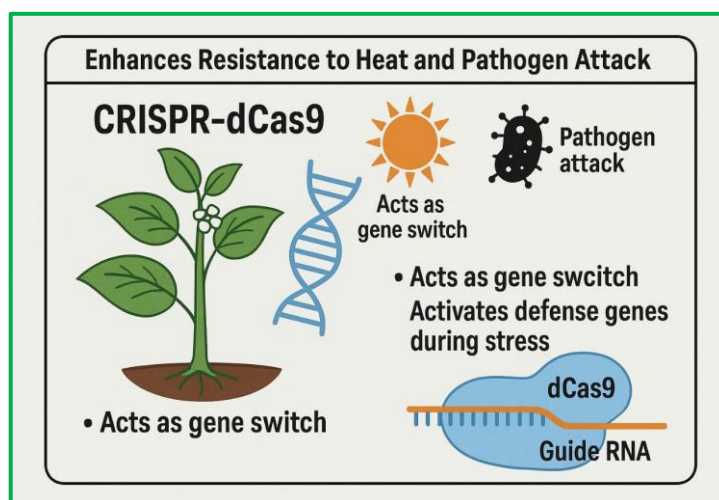 Enhances Resistance to Heat and Pathogen Attack
CRISPR-dCas9
Pathogen
attack
Acts as
gene switch
• Acts as gene swcitch
Activates defense genes
during stress
dCas9
Guide RNA
• Acts as gene switch